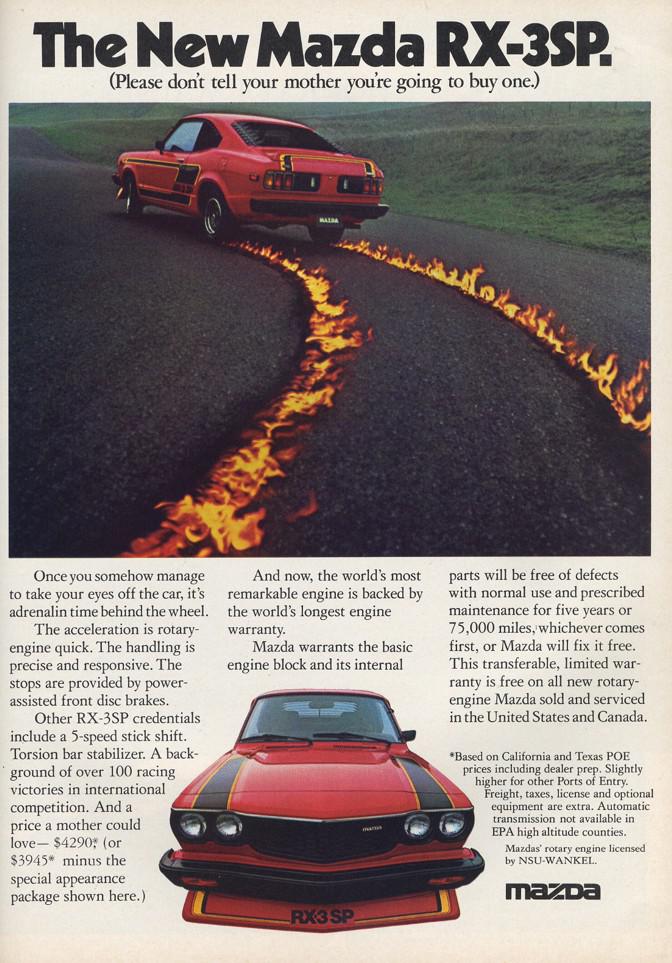 The New Mazda RX-3SP.
(Please don't tell your mother you're going to buy one.)
MAZDA
Once you somehow manage
to take your eyes off the car, it's
adrenalin time behind the wheel.
The acceleration is rotary-
engine quick. The handling is
precise and responsive. The
stops are provided by power-
assisted front disc brakes.
Other RX-3SP credentials
include a 5-speed stick shift.
Torsion bar stabilizer. A back-
ground of over 100 racing
victories in international
competition. And a
price a mother could
love— $4290* (or
$3945* minus the
special appearance
package shown here.)
And now, the world's most
remarkable engine is backed by
the world's longest engine
warranty.
Mazda warrants the basic
engine block and its internal
parts will be free of defects
with normal use and prescribed
maintenance for five years or
75,000 miles, whichever comes
first, or Mazda will fix it free.
This transferable, limited war-
ranty is free on all new rotary-
engine Mazda sold and serviced
in the United States and Canada.
*Based on California and Texas POE
prices including dealer prep. Slightly
higher for other Ports of Entry.
Freight, taxes, license and optional
equipment are extra. Automatic
transmission not available in
EPA high altitude counties.
Mazdas' rotary engine licensed
by NSU-WANKEL.
mazda
mazda
RX-3 SP